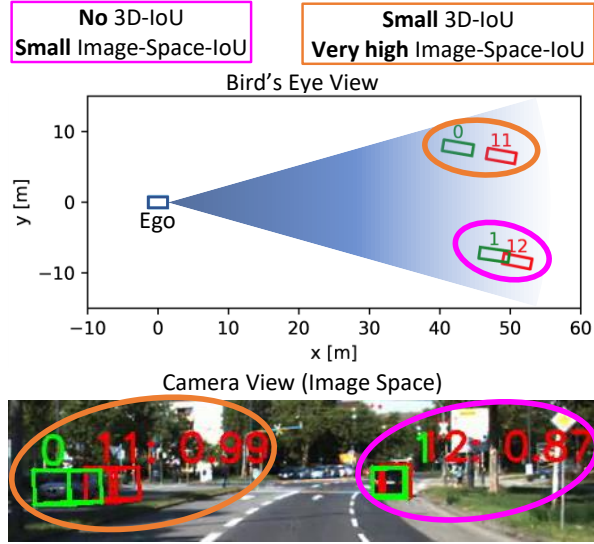 No 3D-IoU
Small Image-Space-IoU
Small 3D-IoU
Very high Image-Space-IoU
Bird's Eye View
10
0
−10
y [m]
0
11
1
12
Ego
−10
0
10
20
30
40
50
60
x [m]
Camera View (Image Space)
0
11: 0.99
1
12: 0.87